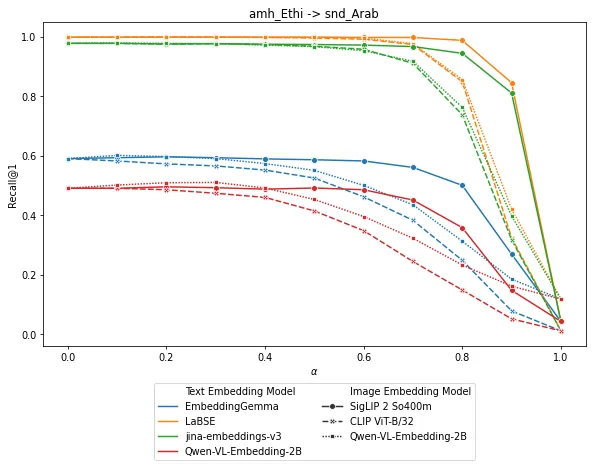 amh_Ethi -> snd_Arab
Recall@1
1.0
0.8
0.6
0.4
0.2
0.0
0.0 0.2 0.4 0.6 0.8 1.0
α
Text Embedding Model
EmbeddingGemma
LaBSE
jina-embeddings-v3
Qwen-VL-Embedding-2B
Image Embedding Model
SigLIP 2 So400m
CLIP ViT-B/32
Qwen-VL-Embedding-2B